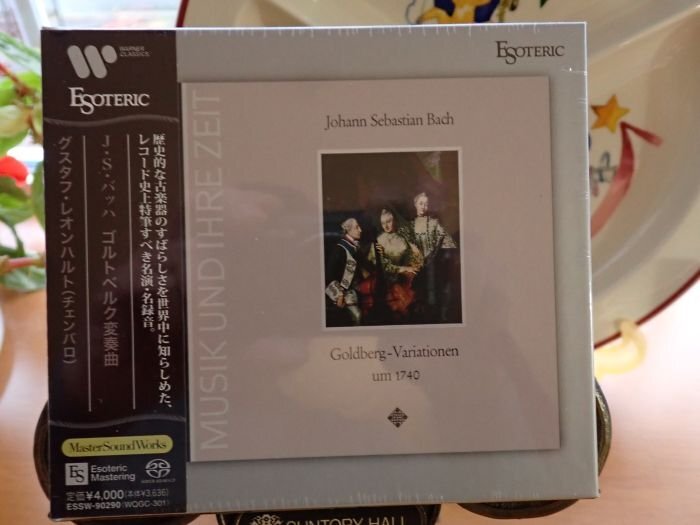 WARNER
CLASSICS
ESOTERIC
歴史的な古楽器のすばらしさを世界中に知らしめた、
レコード史上特筆すべき名演・名録音。
J・S・バッハ ゴルトベルク変奏曲
グスタフ・レオンハルト(チェンバロ)
MasterSoundWorks
ES
Esoteric
Mastering
定価¥4,000(本体¥3,636)
ESSW-90290(WQGC-301)
ESOTERIC
MUSIK UND IHRE ZEIT
Johann Sebastian Bach
Goldberg-Variationen
um 1740
SUNTORY HALL